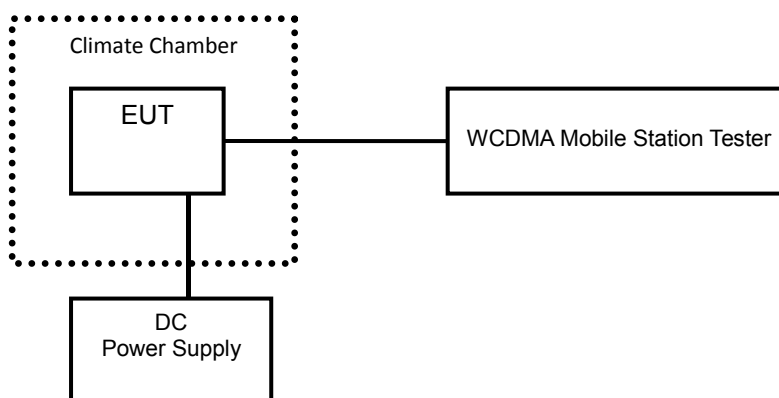 Climate Chamber
EUT
WCDMA Mobile Station Tester
DC
Power Supply